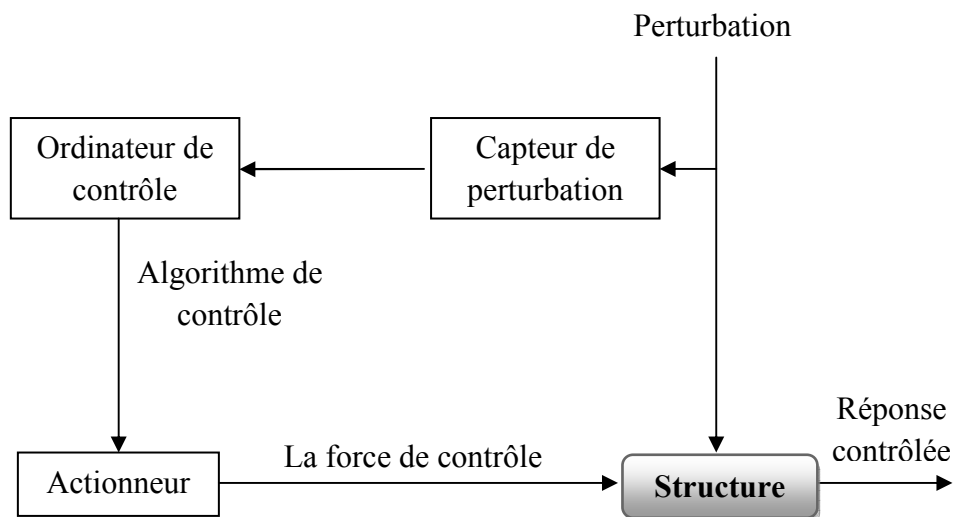 Perturbation
Ordinateur de
contrôle
Capteur de
perturbation
Algorithme de
contrôle
Actionneur
La force de contrôle
Structure
Réponse
contrôlée